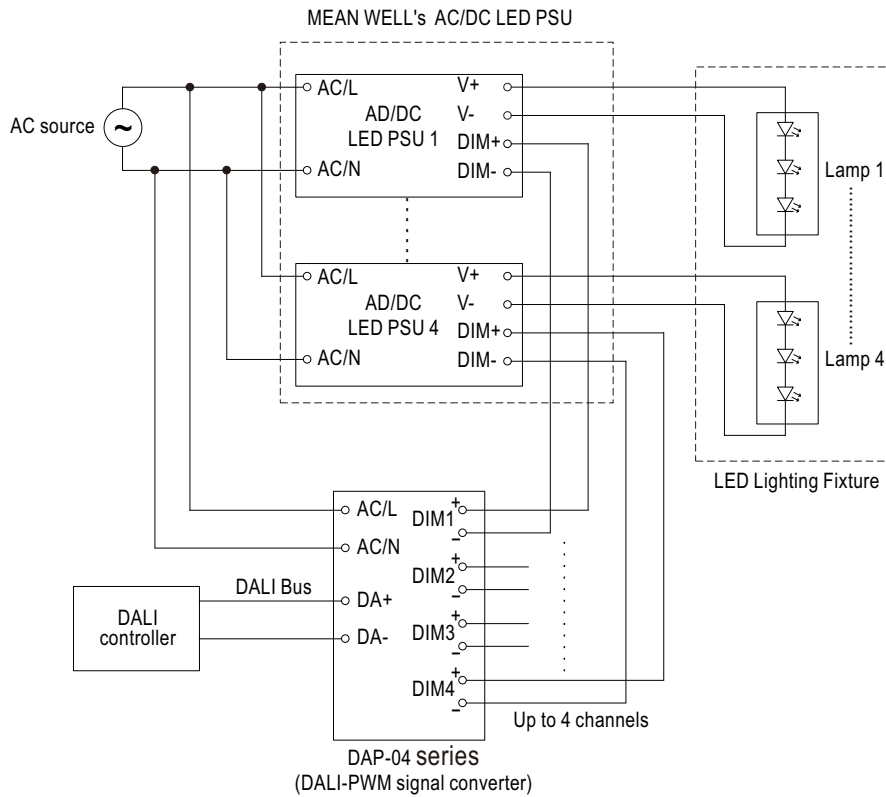 MEAN WELL's AC/DC LED PSU
AC source
~
AC/L
AD/DC
LED PSU 1
AC/N
V+
V-
DIM+
DIM-
Lamp 1
AC/L
AD/DC
LED PSU 4
AC/N
V+
V-
DIM+
DIM-
Lamp 4
LED Lighting Fixture
AC/L
AC/N
DA+
DA-
DIM1
+
-
DIM2
+
-
DIM3
+
-
DIM4
+
-
DALI Bus
DALI
controller
Up to 4 channels
DAP-04 series
(DALI-PWM signal converter)